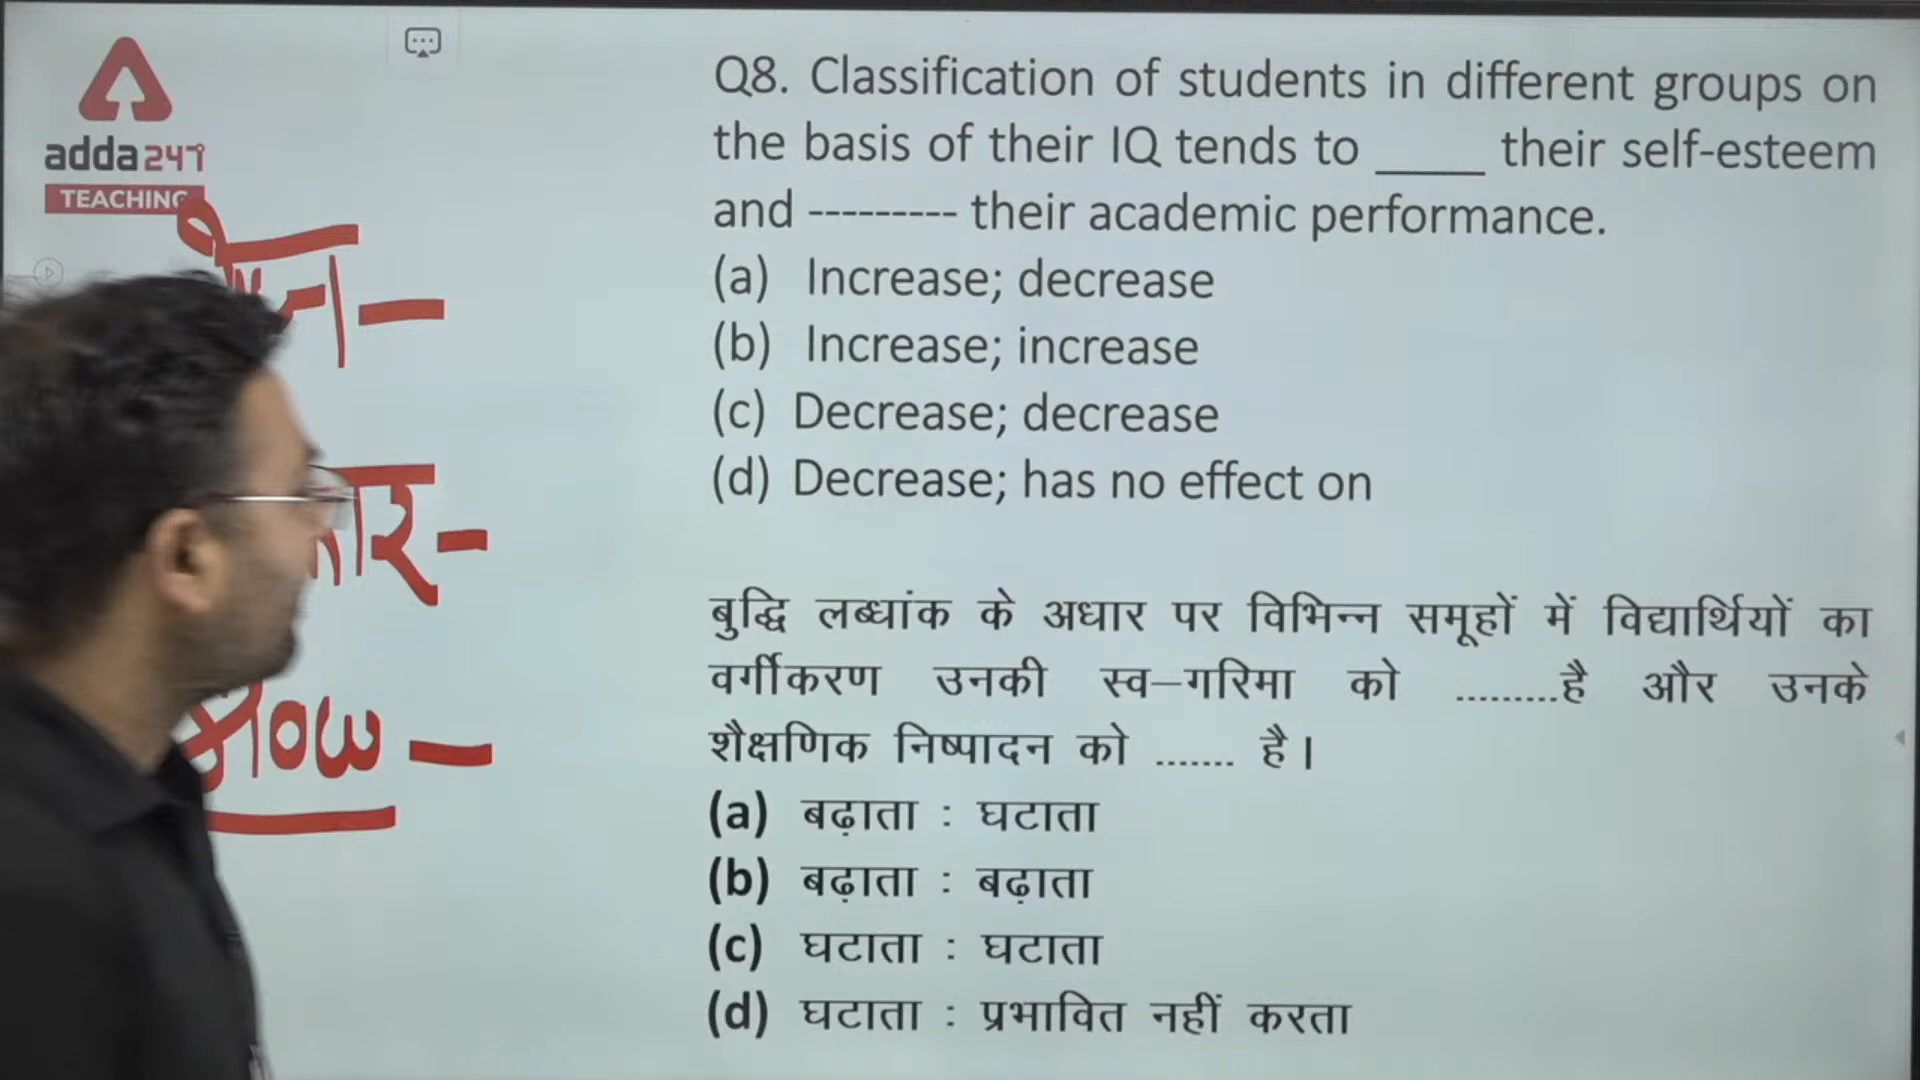 adda247
TEACHING
Q8. Classification of students in different groups on
the basis of their IQ tends to _____ their self-esteem
and --------- their academic performance.
(a) Increase; decrease
(b) Increase; increase
(c) Decrease; decrease
(d) Decrease; has no effect on
बुद्धि लब्धांक के अधार पर विभिन्न समूहों में विद्यार्थियों का
वर्गीकरण उनकी स्व–गरिमा को .........है और उनके
शैक्षणिक निष्पादन को ....... है।
(a) बढ़ाता : घटाता
(b) बढ़ाता : बढ़ाता
(c) घटाता : घटाता
(d) घटाता : प्रभावित नहीं करता